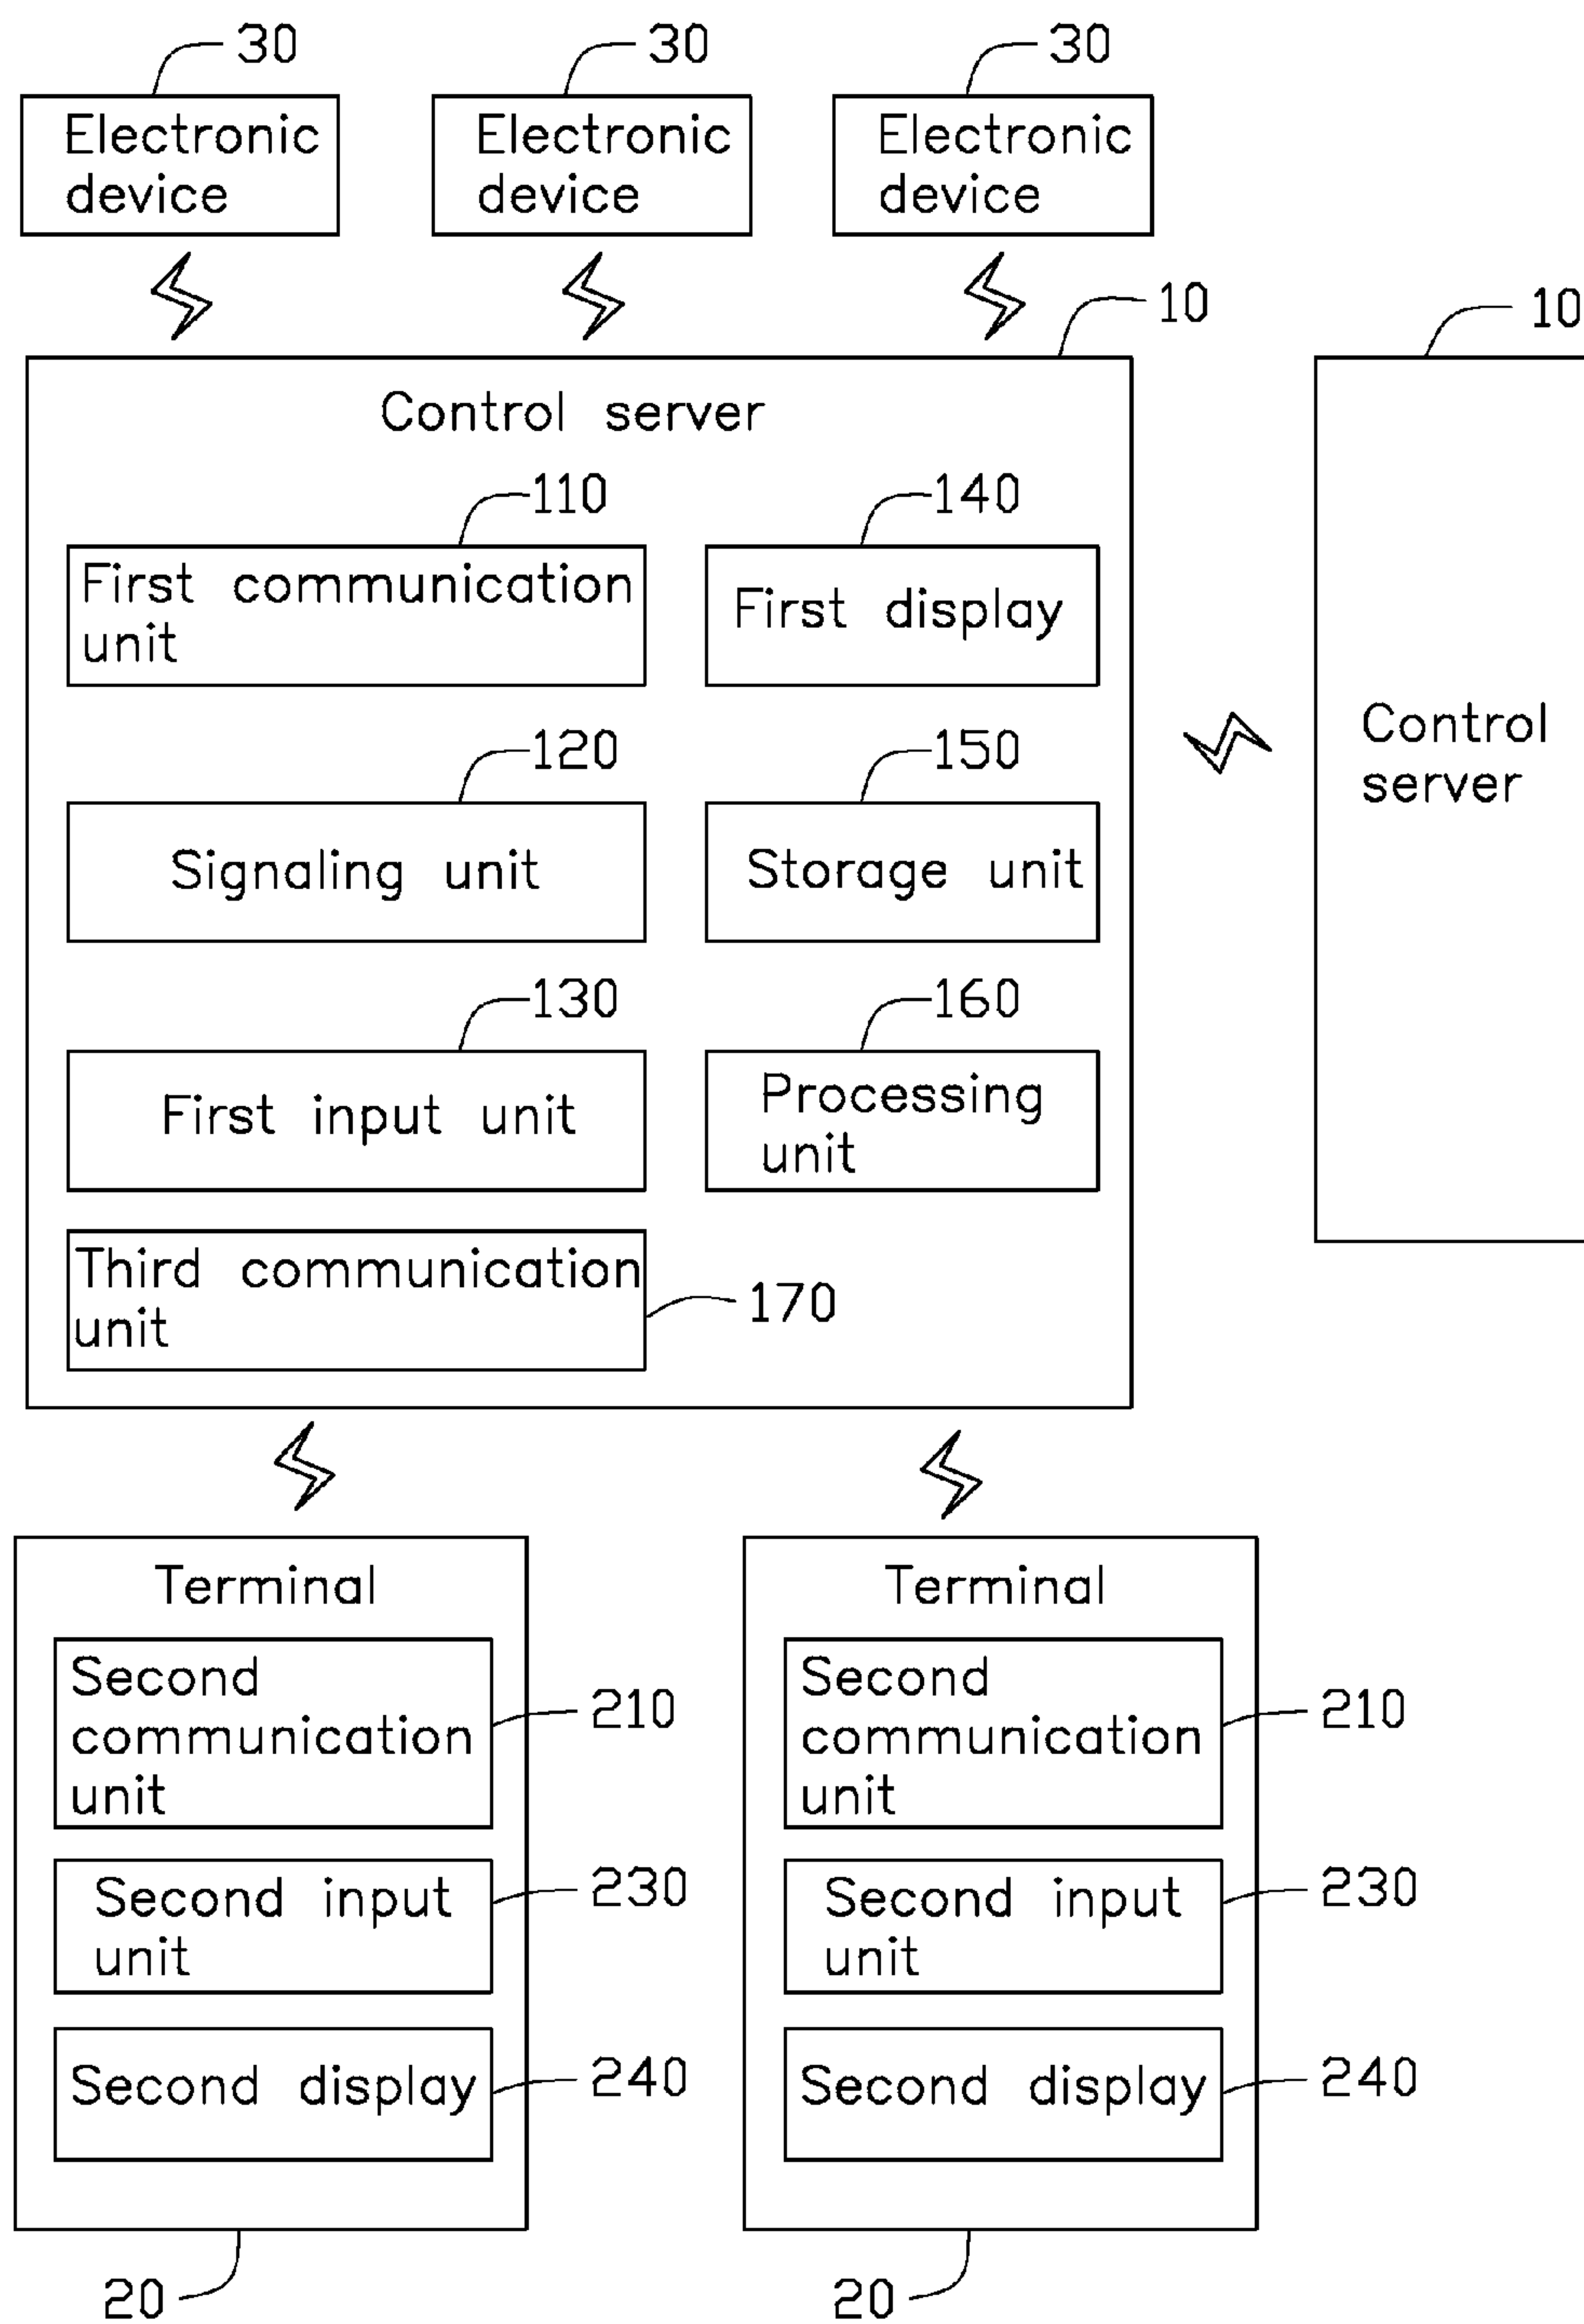 30
30
30
Electronic
device
Electronic
device
Electronic
device
10
10
Control server
110
140
First communication
unit
First display
120
150
Signaling unit
Storage unit
Control
server
130
160
First input unit
Processing
unit
Third communication
unit
170
Terminal
Second
communication
unit
210
Second input
unit
230
Second display
240
20
Terminal
Second
communication
unit
210
Second input
unit
230
Second display
240
20